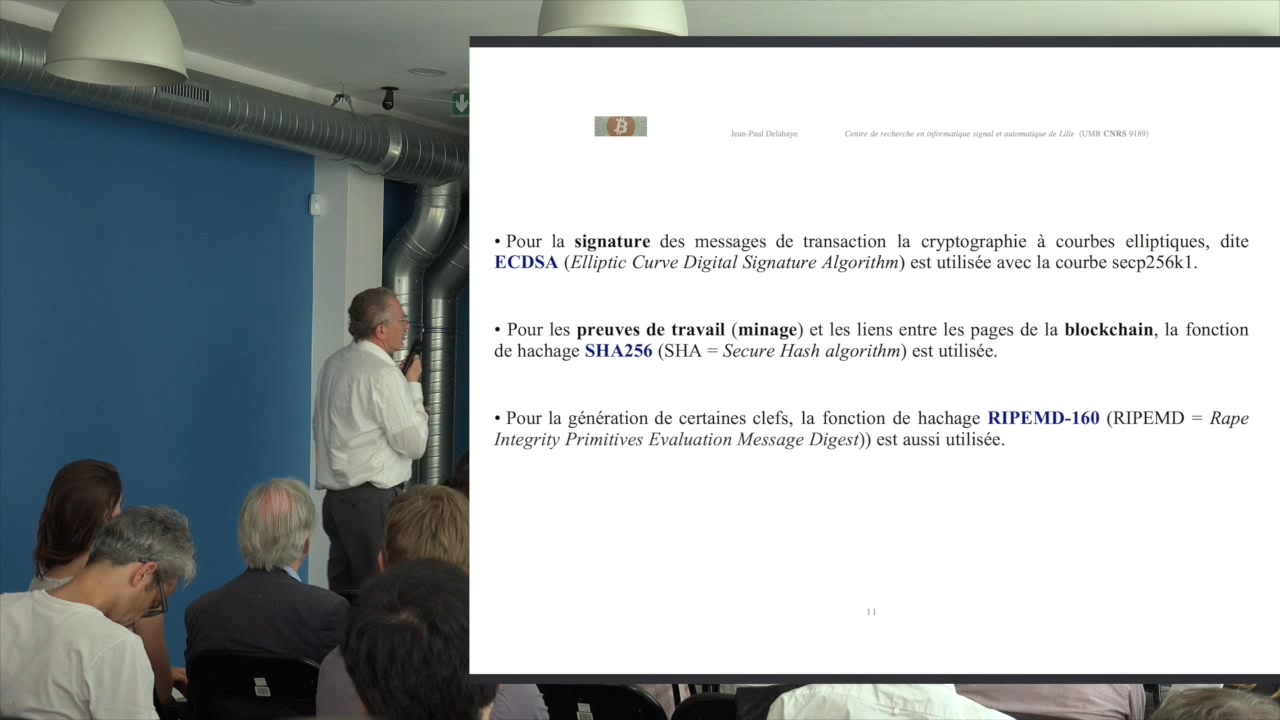 Jean-Paul Delahaye Centre de recherche en informatique signal et automatique de Lille (UMR CNRS 9189)
• Pour la signature des messages de transaction la cryptographie à courbes elliptiques, dite
ECDSA (Elliptic Curve Digital Signature Algorithm) est utilisée avec la courbe secp256k1.
• Pour les preuves de travail (minage) et les liens entre les pages de la blockchain, la fonction
de hachage SHA256 (SHA = Secure Hash algorithm) est utilisée.
• Pour la génération de certaines clefs, la fonction de hachage RIPEMD-160 (RIPEMD = Rape
Integrity Primitives Evaluation Message Digest)) est aussi utilisée.
11